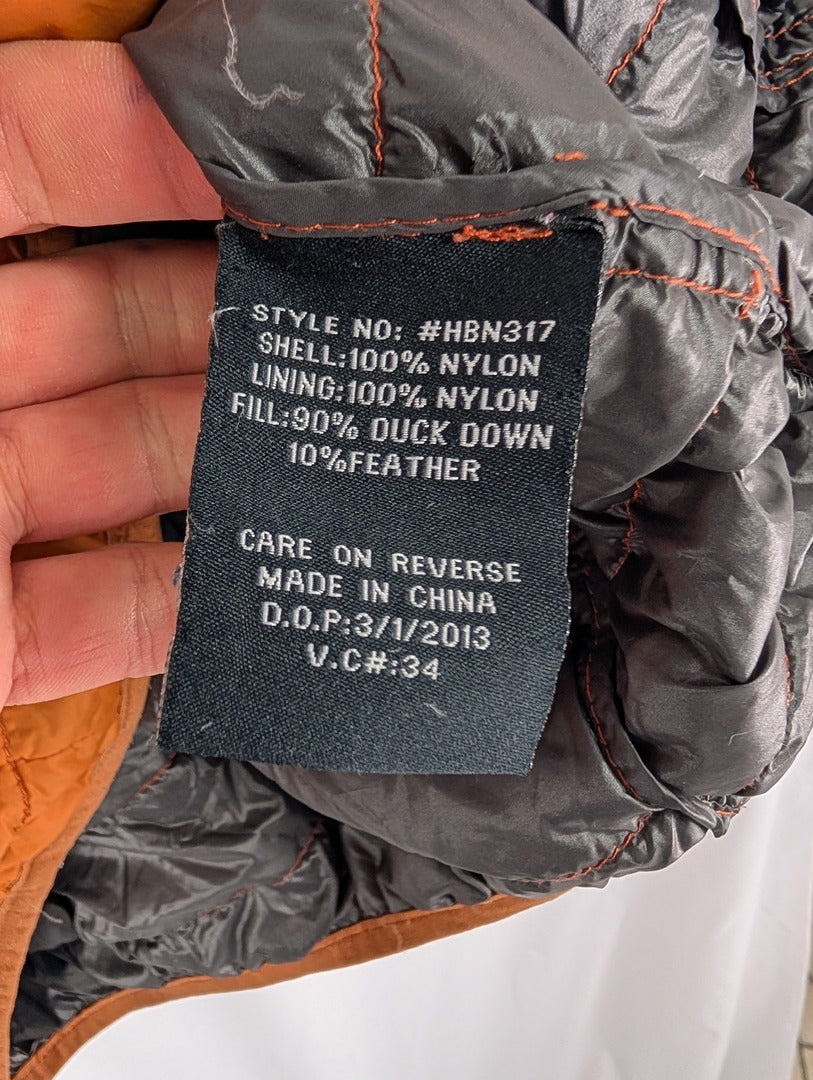 STYLE NO: #HBN317
SHELL:100% NYLON
LINING:100% NYLON
FILL:90% DUCK DOWN
10%FEATHER
CARE ON REVERSE
MADE IN CHINA
D.O.P:3/1/2013
V.C#:34